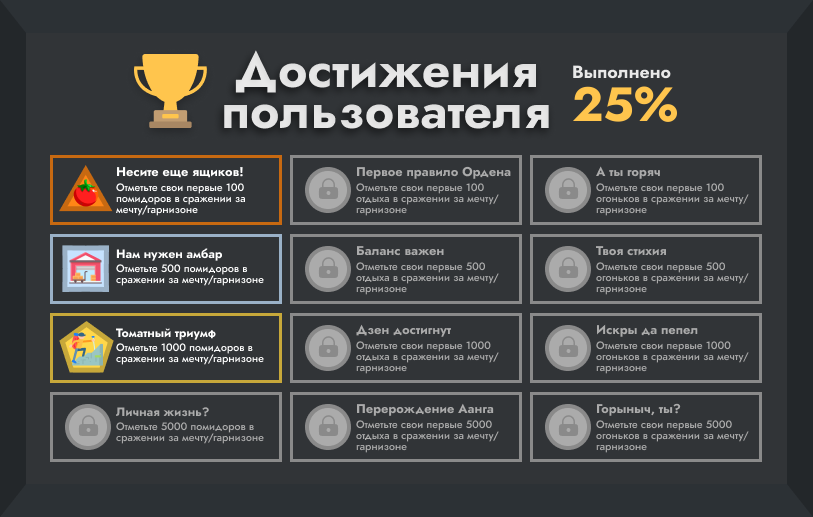 Достижения
пользователя
Выполнено
25%
Несите еще ящиков!
Отметьте свои первые 100
помидоров в сражении за
мечту/гарнизоне
Первое правило Ордена
Отметьте свои первые 100
отдыха в сражении за мечту/
гарнизоне
А ты горяч
Отметьте свои первые 100
огоньков в сражении за мечту/
гарнизоне
Нам нужен амбар
Отметьте 500 помидоров в
сражении за мечту/гарнизоне
Баланс важен
Отметьте свои первые 500
отдыха в сражении за мечту/
гарнизоне
Твоя стихия
Отметьте свои первые 500
огоньков в сражении за мечту/
гарнизоне
Томатный триумф
Отметьте 1000 помидоров в
сражении за мечту/гарнизоне
Дзен достигнут
Отметьте свои первые 1000
отдыха в сражении за мечту/
гарнизоне
Искры да пепел
Отметьте свои первые 1000
огоньков в сражении за мечту/
гарнизоне
Личная жизнь?
Отметьте 5000 помидоров в
сражении за мечту/гарнизоне
Перерождение Аанга
Отметьте свои первые 5000
отдыха в сражении за мечту/
гарнизоне
Горыныч, ты?
Отметьте свои первые 5000
огоньков в сражении за мечту/
гарнизоне